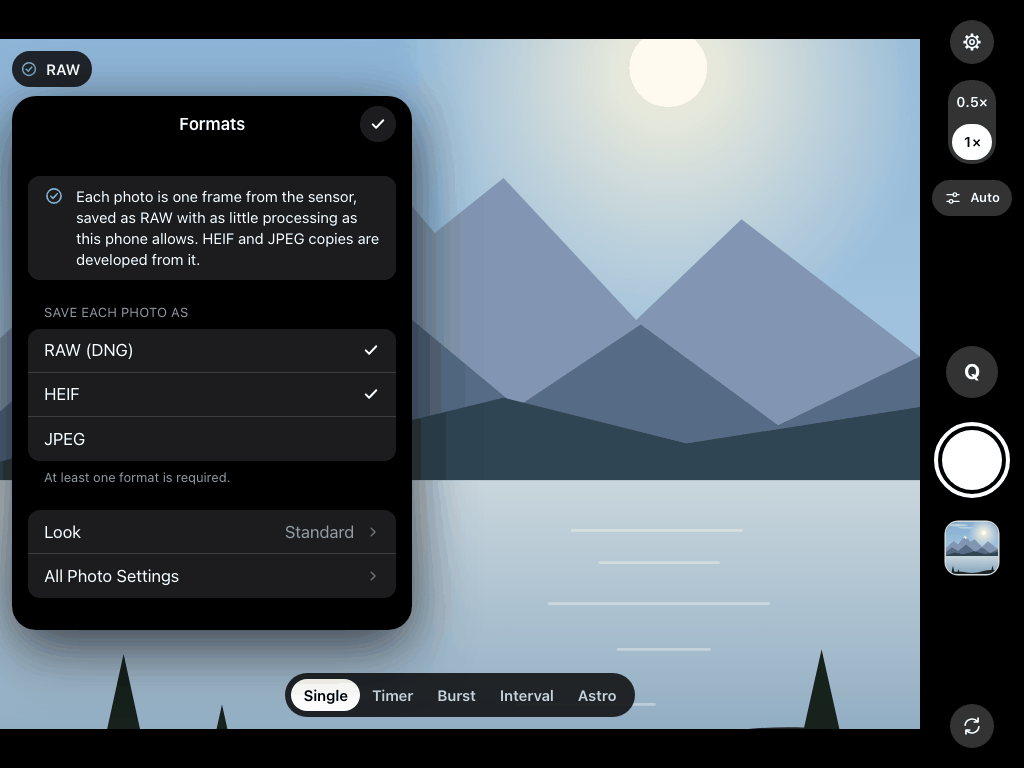 RAW
Formats
Each photo is one frame from the sensor,
saved as RAW with as little processing as
this phone allows. HEIF and JPEG copies are
developed from it.
SAVE EACH PHOTO AS
RAW (DNG)
HEIF
JPEG
At least one format is required.
Look Standard
All Photo Settings
Single Timer Burst Interval Astro
0.5×
1×
Auto
Q